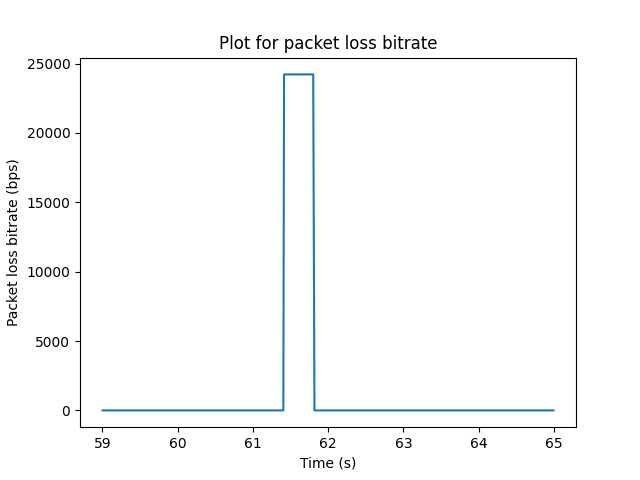 Plot for packet loss bitrate
25000
20000
15000
10000
5000
0
Packet loss bitrate (bps)
59 60 61 62 63 64 65
Time (s)